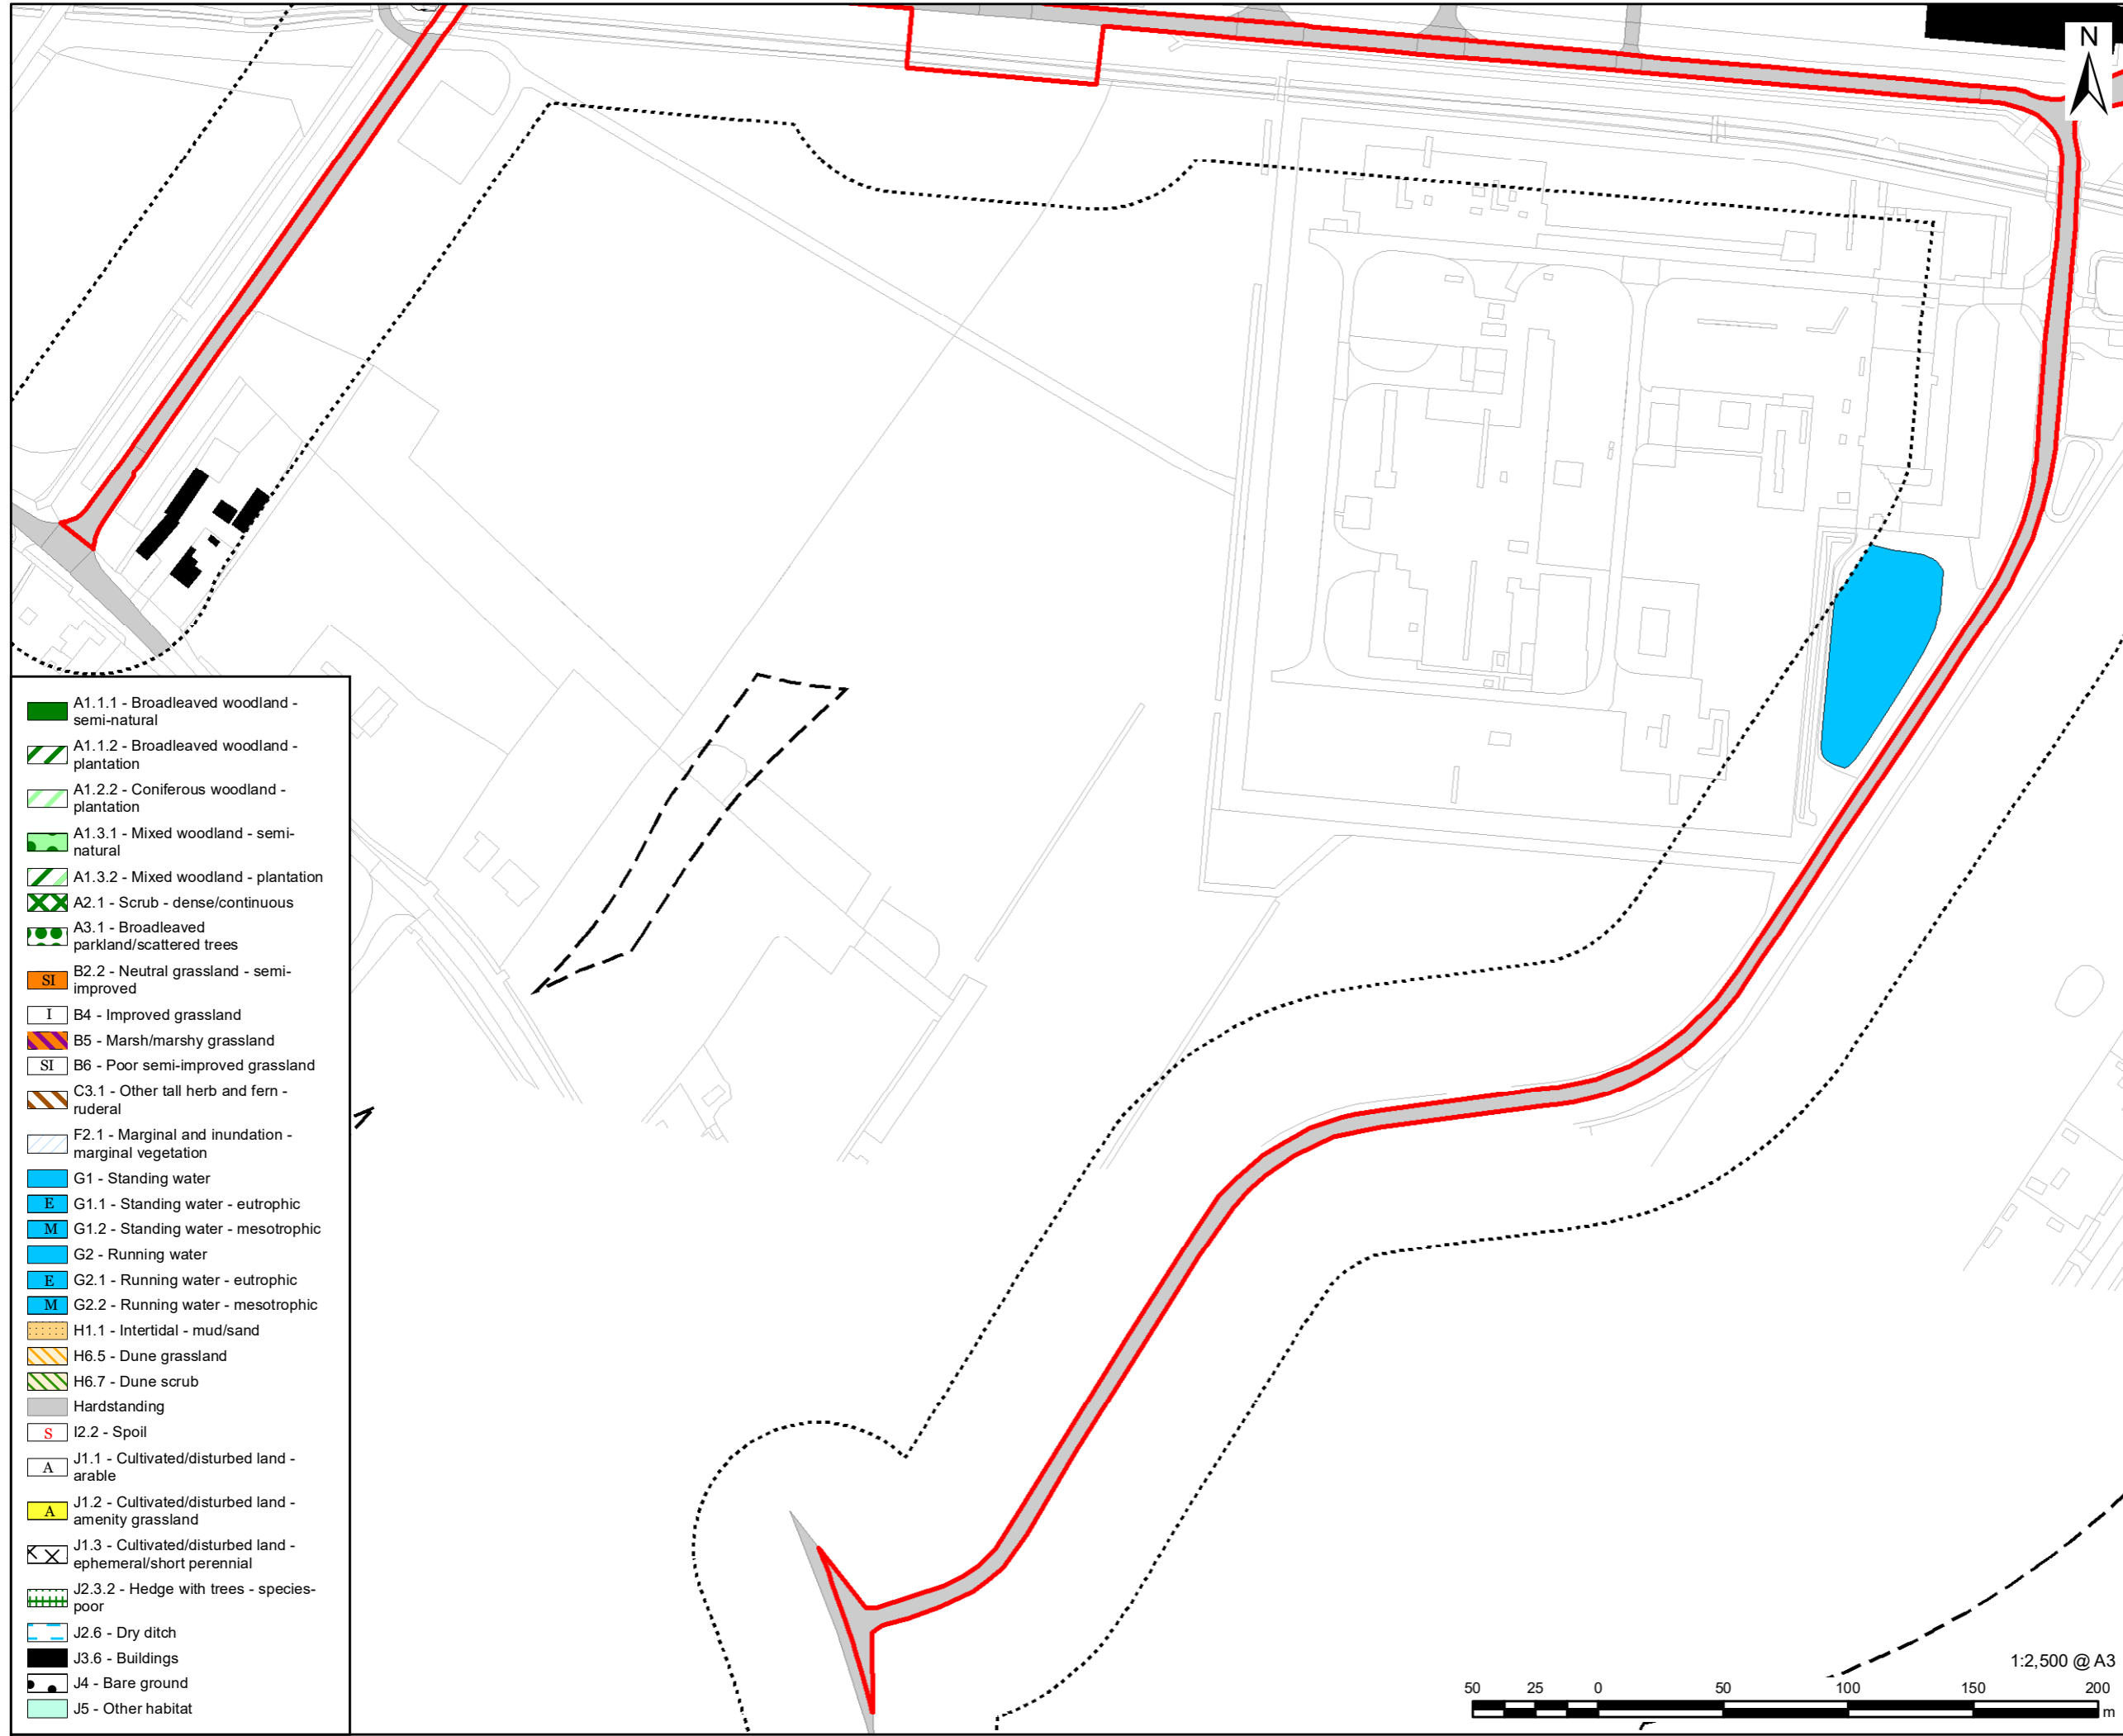 N
A1.1.1 - Broadleaved woodland -
semi-natural
A1.1.2 - Broadleaved woodland -
plantation
A1.2.2 - Coniferous woodland -
plantation
A1.3.1 - Mixed woodland - semi-
natural
A1.3.2 - Mixed woodland - plantation
A2.1 - Scrub - dense/continuous
A3.1 - Broadleaved
parkland/scattered trees
SI B2.2 - Neutral grassland - semi-
improved
I B4 - Improved grassland
B5 - Marsh/marshy grassland
SI B6 - Poor semi-improved grassland
C3.1 - Other tall herb and fern -
ruderal
F2.1 - Marginal and inundation -
marginal vegetation
G1 - Standing water
E G1.1 - Standing water - eutrophic
M G1.2 - Standing water - mesotrophic
G2 - Running water
E G2.1 - Running water - eutrophic
M G2.2 - Running water - mesotrophic
H1.1 - Intertidal - mud/sand
H6.5 - Dune grassland
H6.7 - Dune scrub
Hardstanding
S I2.2 - Spoil
A J1.1 - Cultivated/disturbed land -
arable
A J1.2 - Cultivated/disturbed land -
amenity grassland
J1.3 - Cultivated/disturbed land -
ephemeral/short perennial
J2.3.2 - Hedge with trees - species-
poor
J2.6 - Dry ditch
J3.6 - Buildings
J4 - Bare ground
J5 - Other habitat
1:2,500 @ A3
50 25 0 50 100 150 200
m